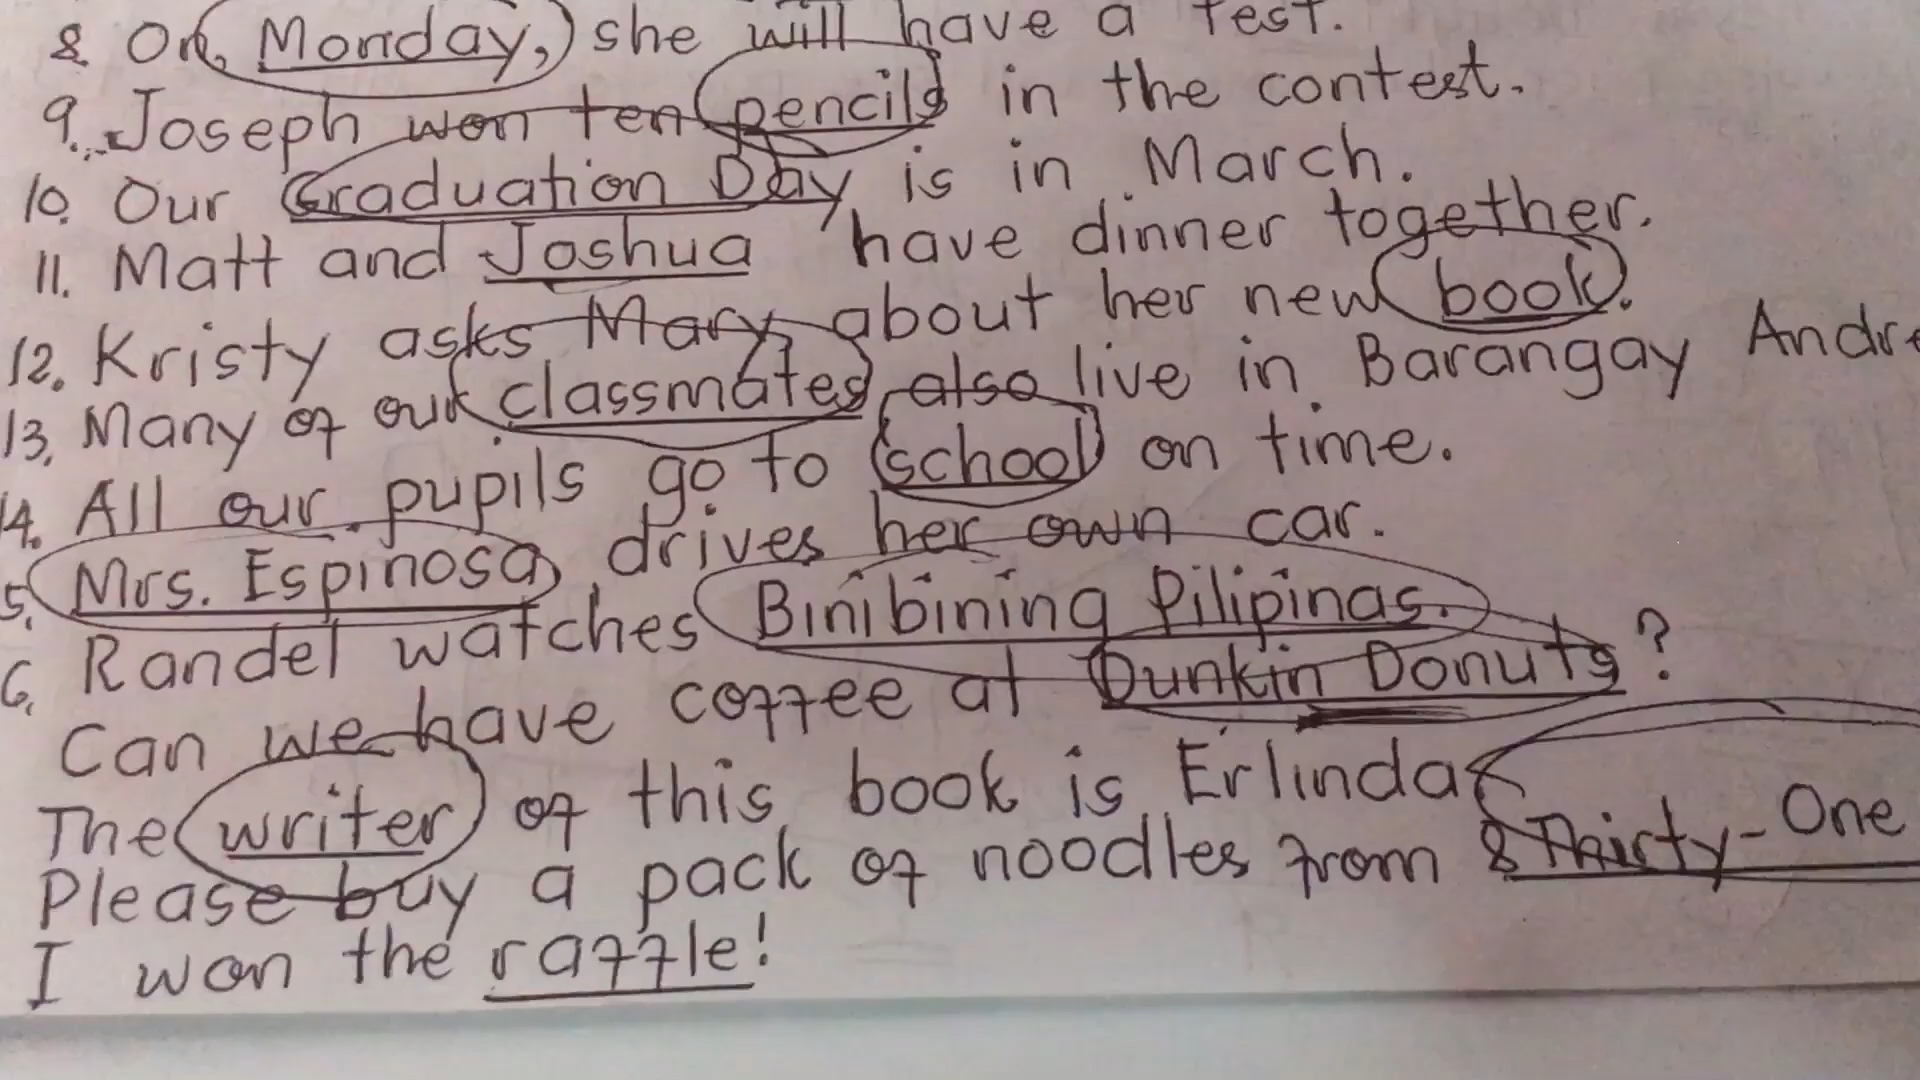 8. On Monday, she will have a Test.
9. Joseph won ten pencils in the contest.
10. Our Graduation Day is in March.
11. Matt and Joshua have dinner together.
12. Kristy asks Mary about her new book.
13. Many of our classmates also live in Barangay
14. All our pupils go to school on time.
5. Mrs. Espinosa drives her own car.
6. Randel watches Binibining Pilipinas.
Can we have coffee at Dunkin Donuts?
The writer of this book is Erlinda
Please buy a pack of noodles from Thirty-One
I won the raffle!